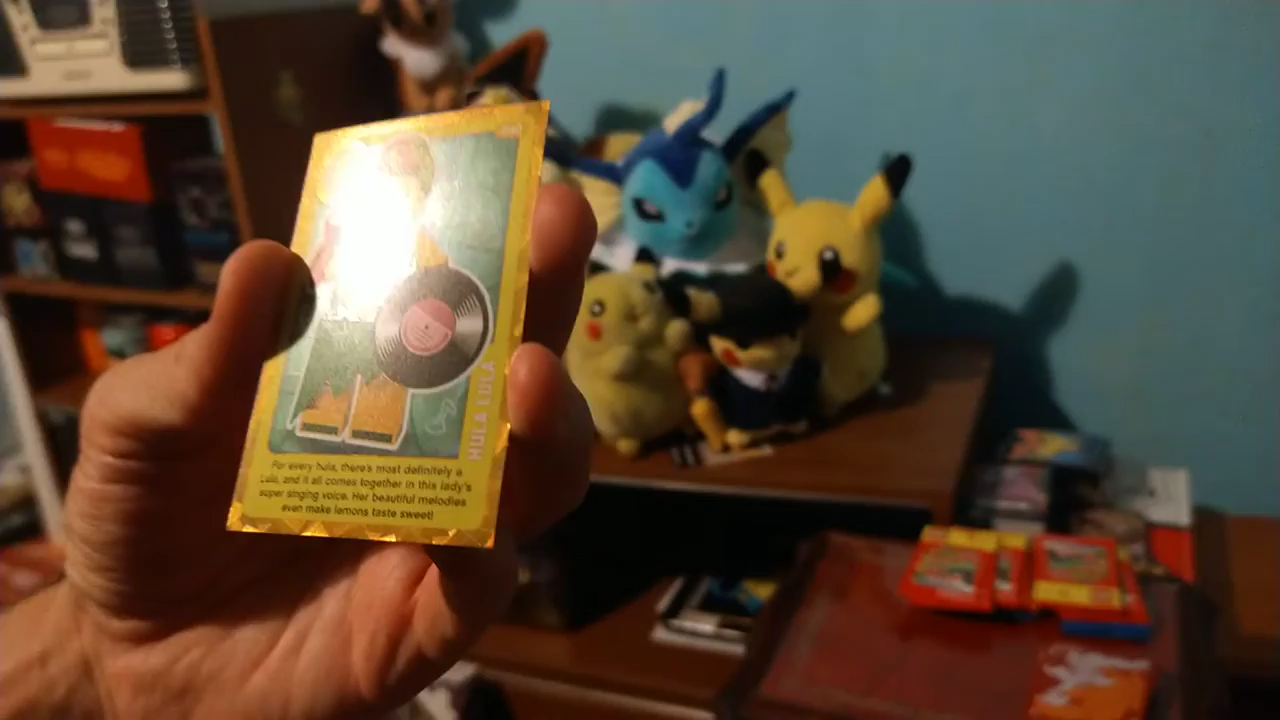 HULA LULA
For every hula, there's most definitely a
Lula, and it all comes together in this lady's
super singing voice. Her beautiful melodies
even make lemons taste sweet!